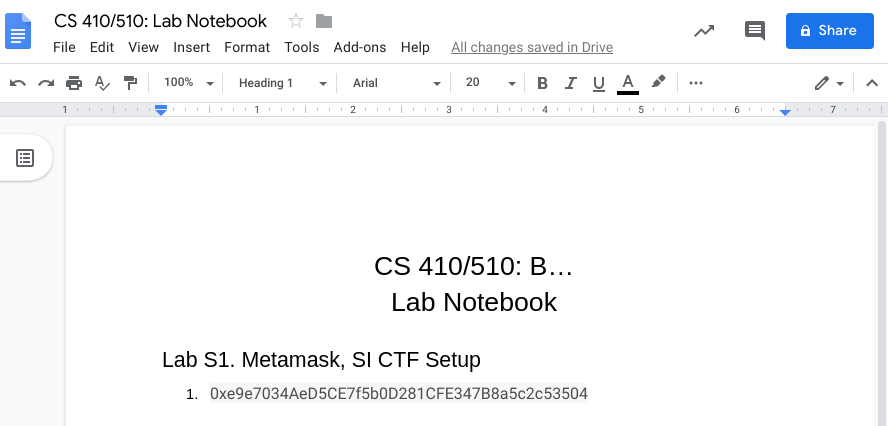 CS 410/510: Lab Notebook
File Edit View Insert Format Tools Add-ons Help All changes saved in Drive
Share
100% Heading 1 Arial 20 B I U A
1 1 2 3 4 5 6 7
CS 410/510: B…
Lab Notebook
Lab S1. Metamask, SI CTF Setup
1. 0xe9e7034AeD5CE7f5b0D281CFE347B8a5c2c53504